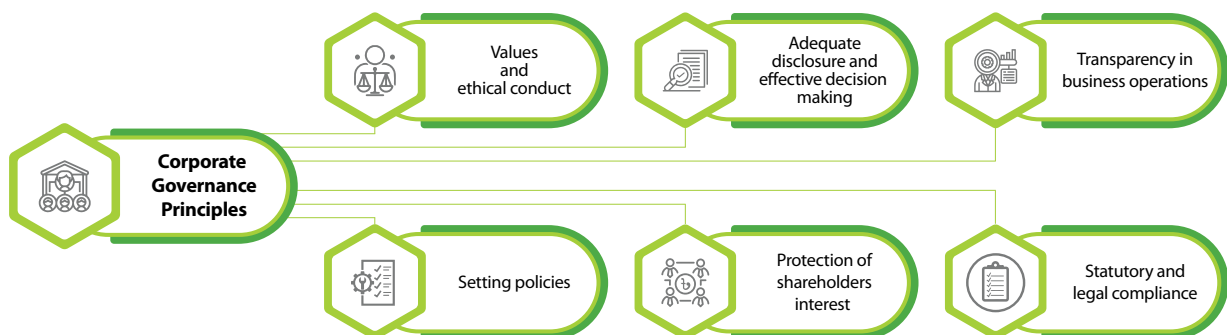 Values
and
ethical conduct
Adequate
disclosure and
effective decision
making
Transparency in
business operations
Corporate
Governance
Principles
Setting policies
Protection of
shareholders
interest
৳
Statutory and
legal compliance